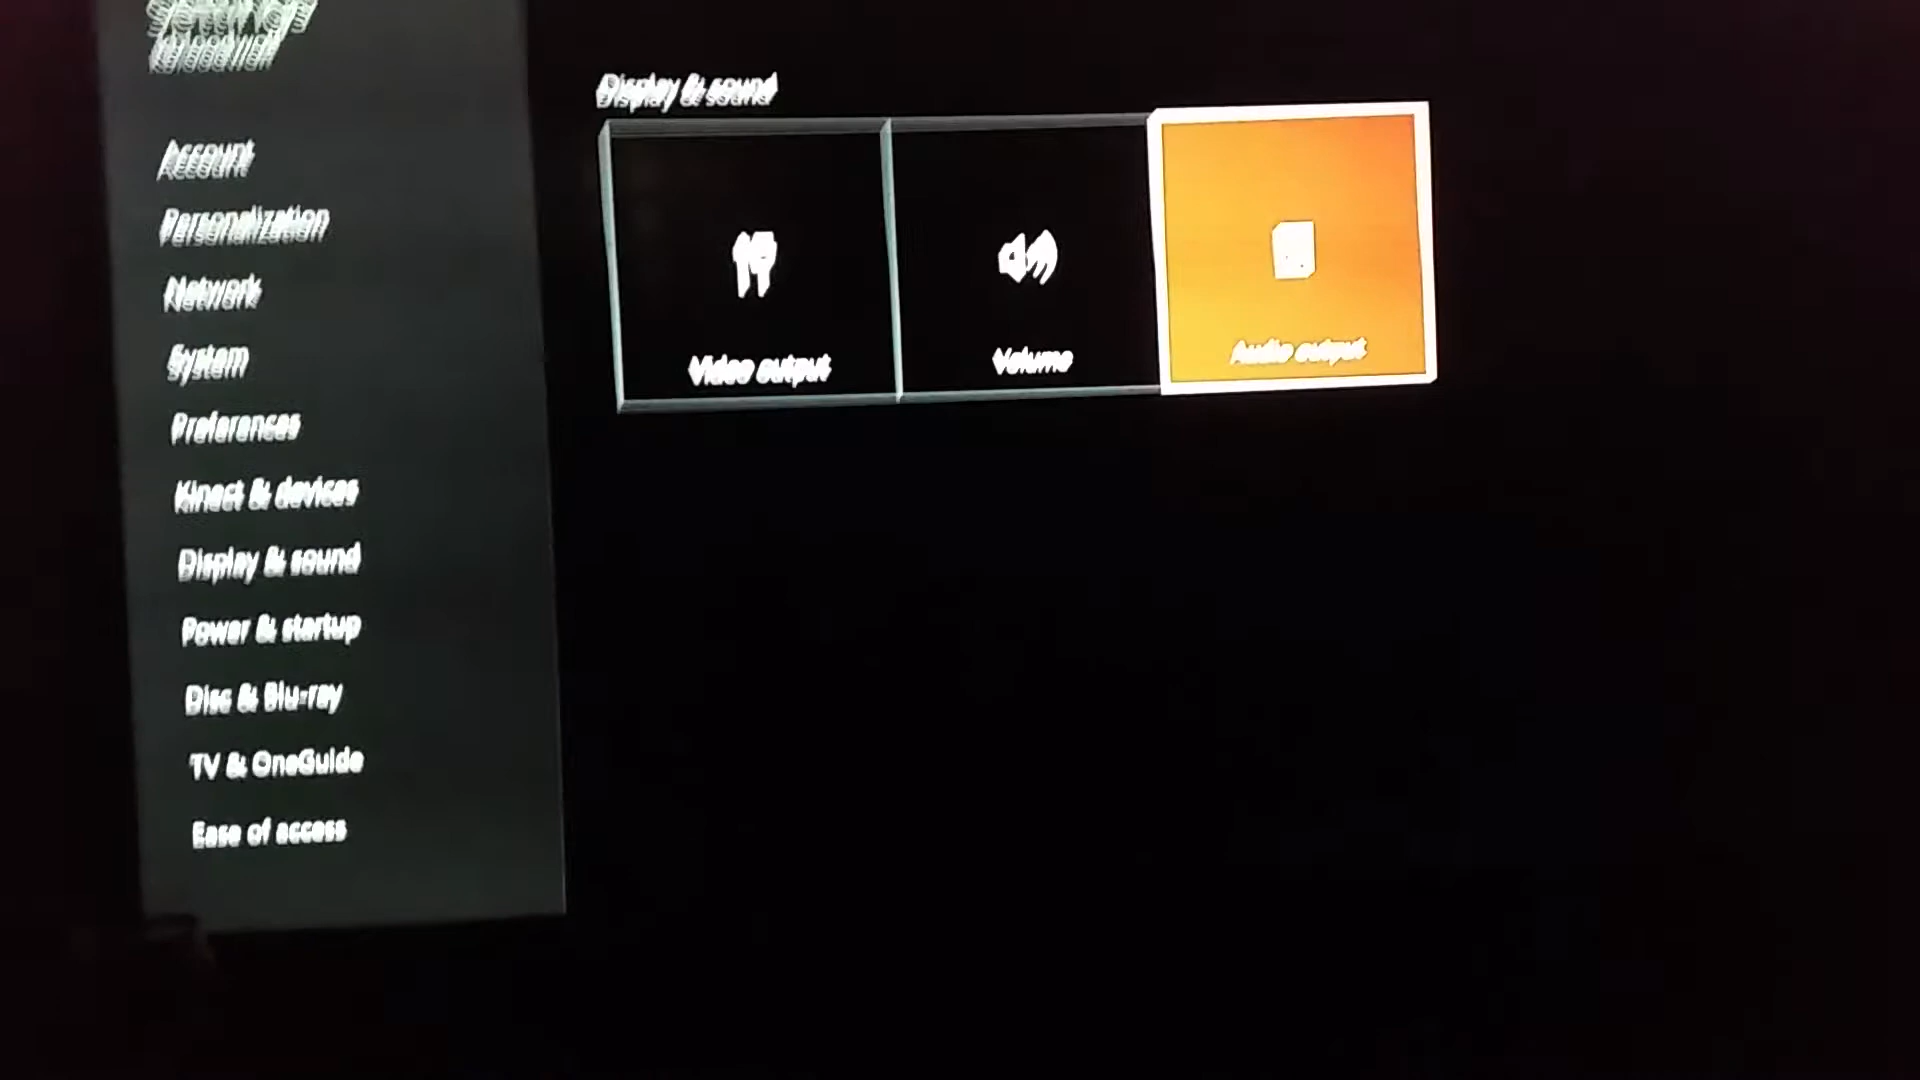 Settings
Account
Personalization
Network
System
Preferences
Kinect & devices
Display & sound
Power & startup
Disc & Blu-ray
TV & OneGuide
Ease of access
Display & sound
Video output
Volume
Audio output